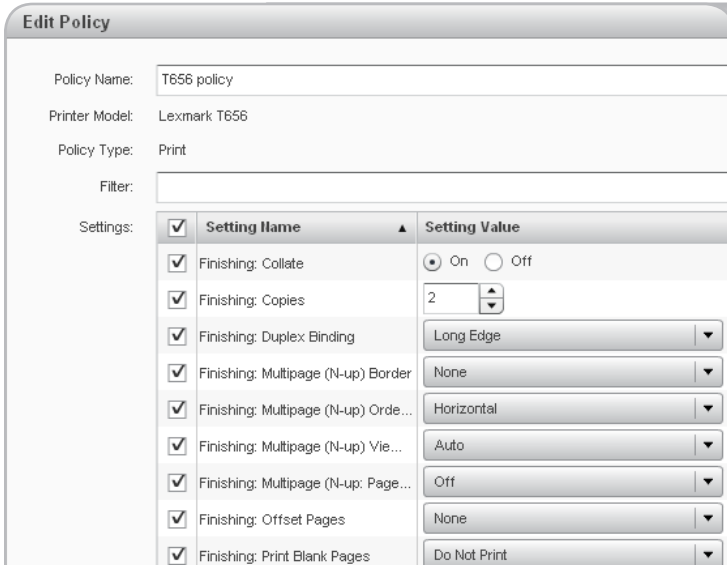 Edit Policy
Policy Name: T656 policy
Printer Model: Lexmark T656
Policy Type: Print
Filter:
Settings: Setting Name Setting Value
Finishing: Collate On Off
Finishing: Copies 2
Finishing: Duplex Binding Long Edge
Finishing: Multipage (N-up) Border None
Finishing: Multipage (N-up) Orde... Horizontal
Finishing: Multipage (N-up) Vie... Auto
Finishing: Multipage (N-up: Page... Off
Finishing: Offset Pages None
Finishing: Print Blank Pages Do Not Print